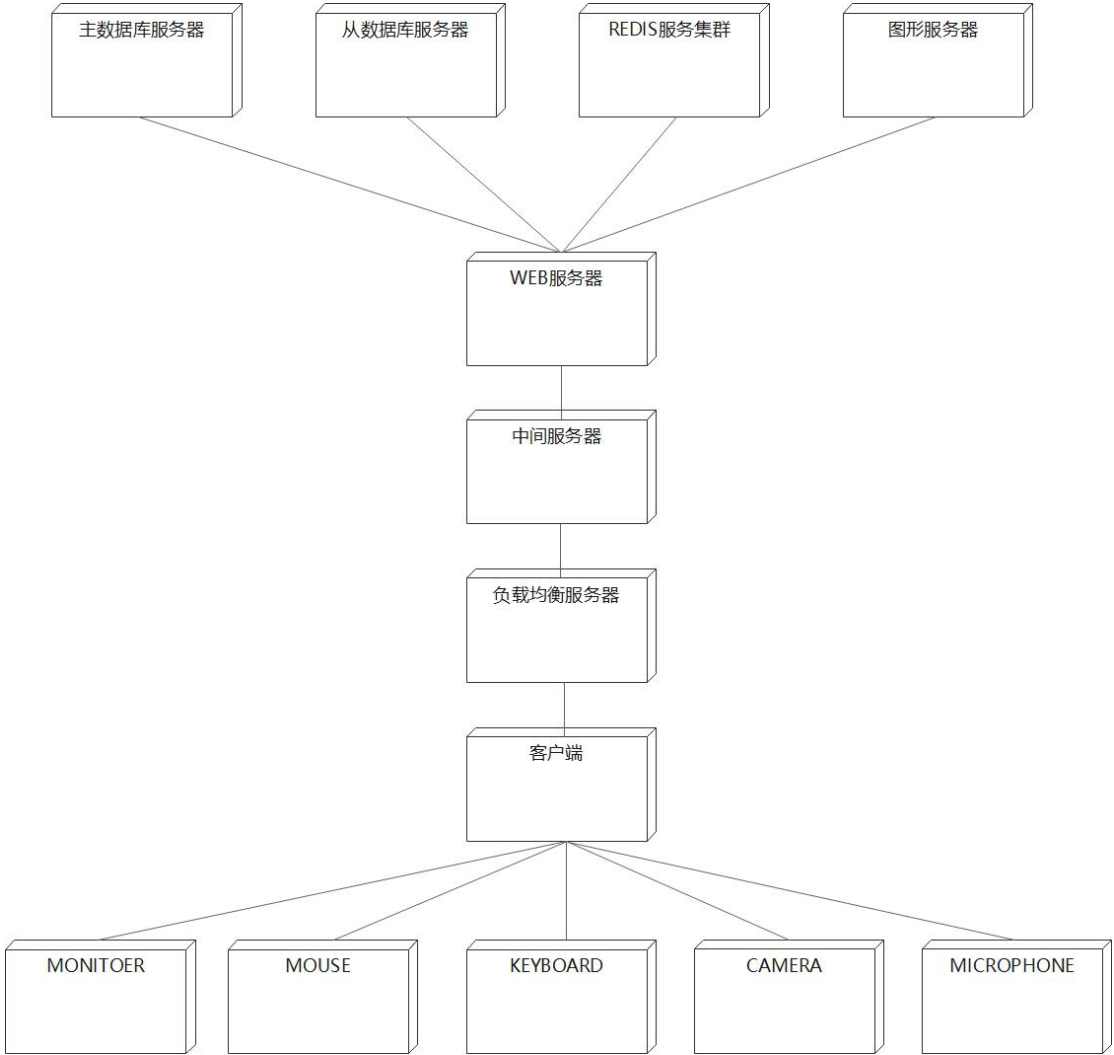 主数据库服务器
从数据库服务器
REDIS服务集群
图形服务器
WEB服务器
中间服务器
负载均衡服务器
客户端
MONITOER
MOUSE
KEYBOARD
CAMERA
MICROPHONE